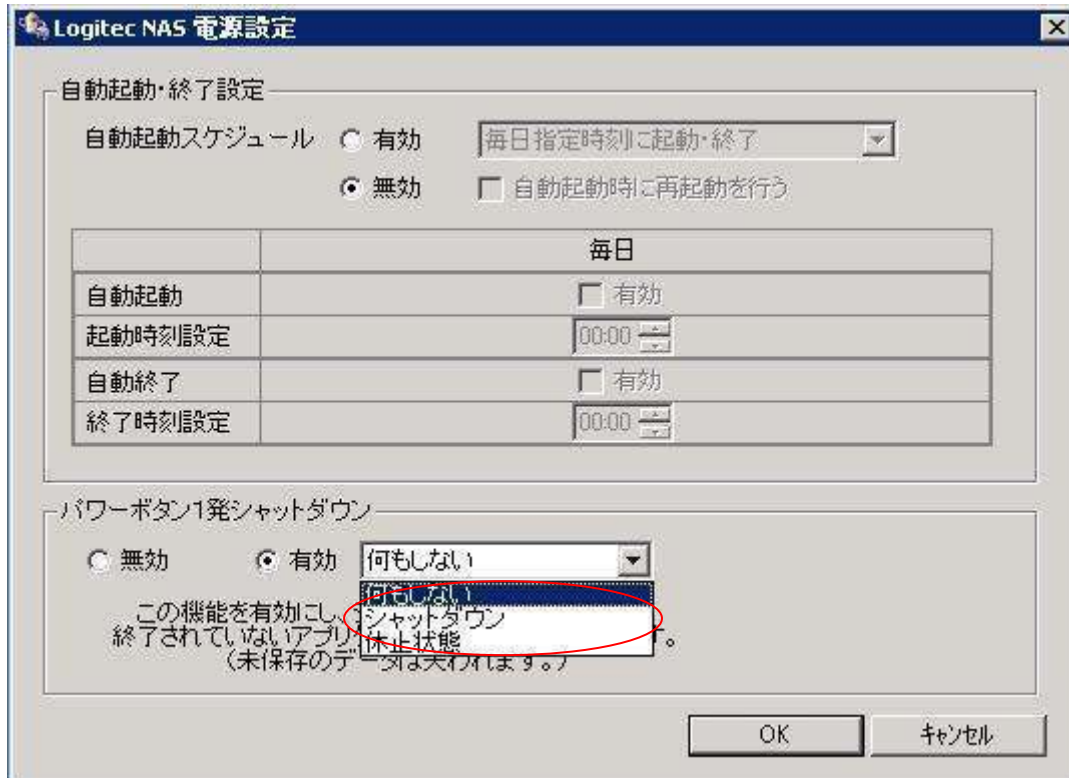 Logitec NAS 電源設定
自動起動・終了設定
自動起動スケジュール 有効 毎日指定時刻に起動・終了
無効 自動起動時に再起動を行う
毎日
自動起動 有効
起動時刻設定 00:00
自動終了 有効
終了時刻設定 00:00
パワーボタン1発シャットダウン
無効 有効 何もしない
何もしない
この機能を有効にし、
シャットダウン
終了されていないアプリ す。
休止状態
(未保存のデータは失われます。)
OK キャンセル